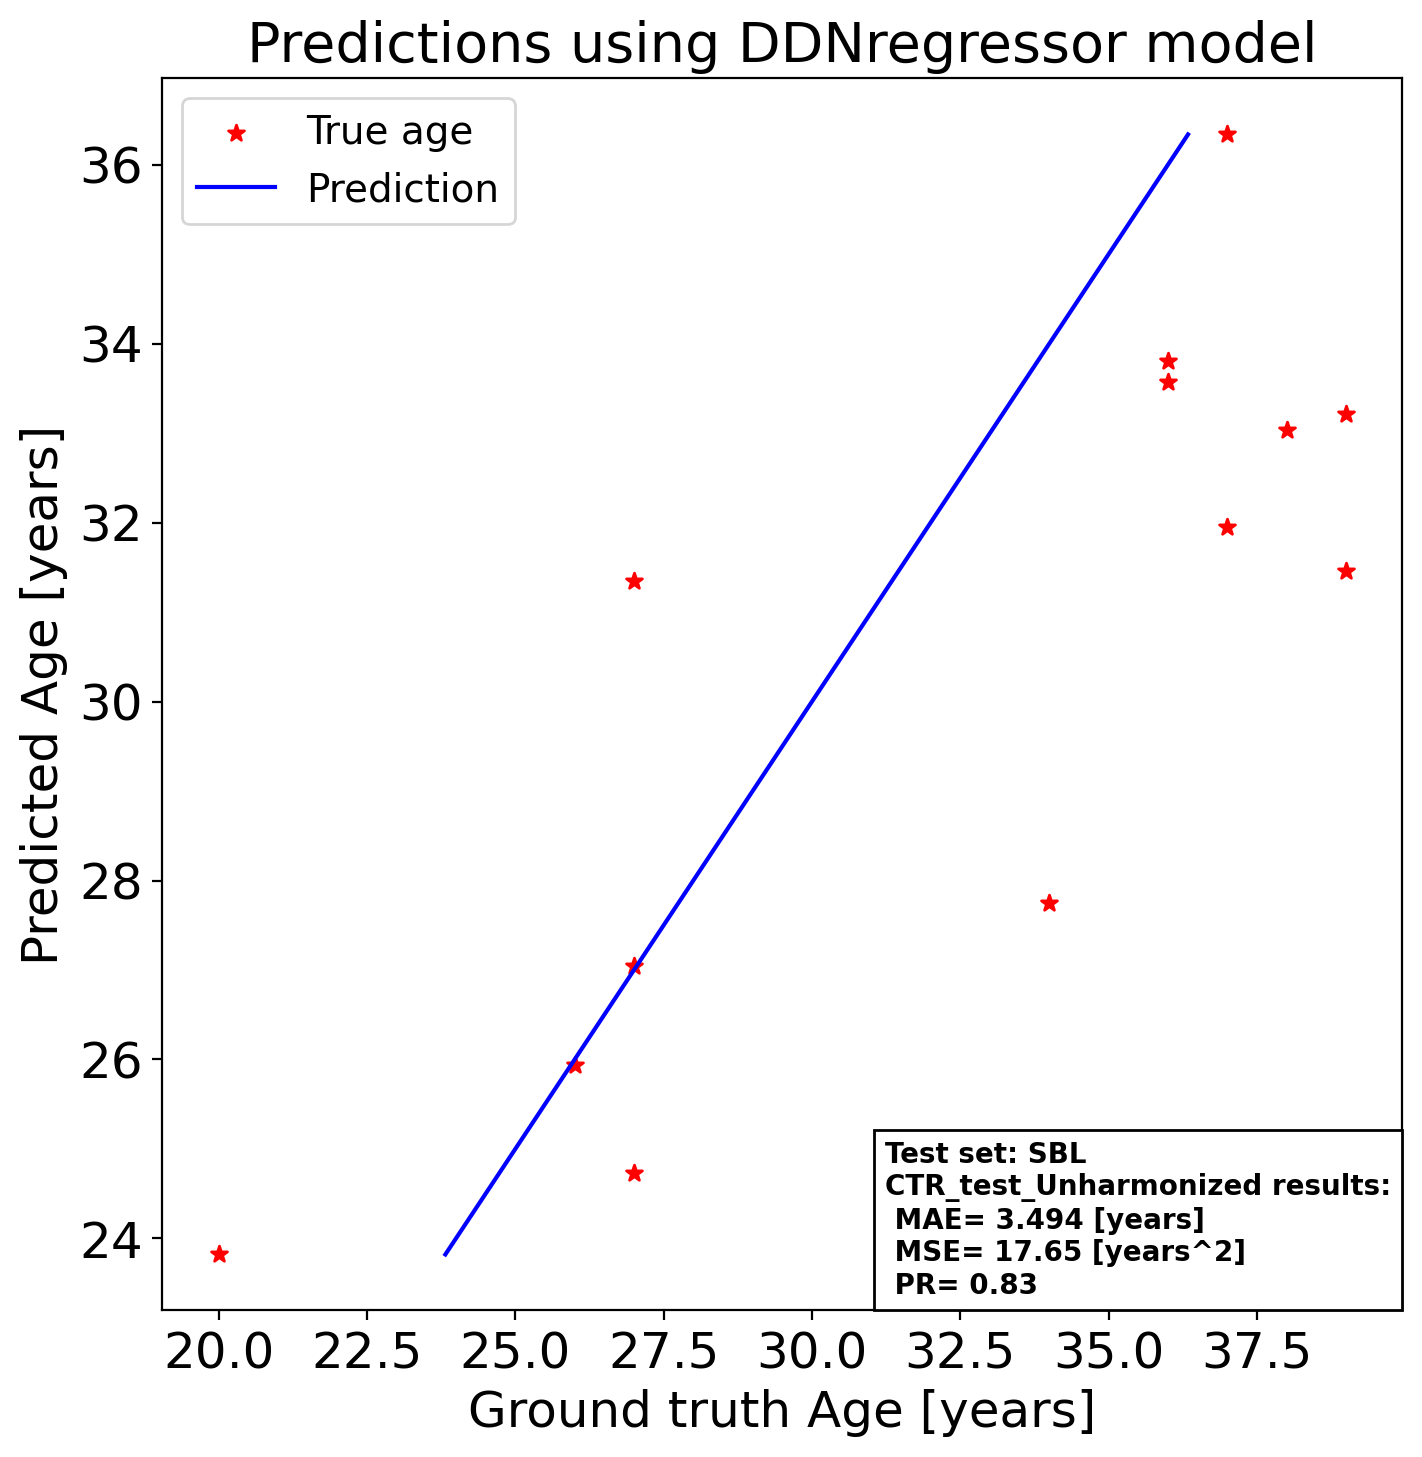 Predictions using DDNregressor model
True age
Prediction
36
34
32
30
28
26
24
Predicted Age [years]
Test set: SBL
CTR_test_Unharmonized results:
MAE= 3.494 [years]
MSE= 17.65 [years^2]
PR= 0.83
20.0 22.5 25.0 27.5 30.0 32.5 35.0 37.5
Ground truth Age [years]